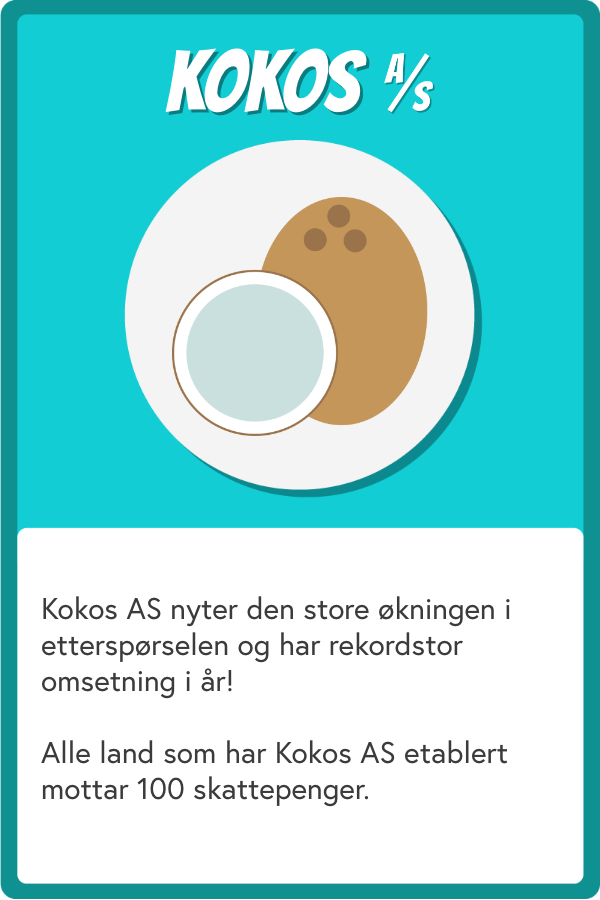 KOKOS A/S
Kokos AS nyter den store økningen i
etterspørselen og har rekordstor
omsetning i år!
Alle land som har Kokos AS etablert
mottar 100 skattepenger.